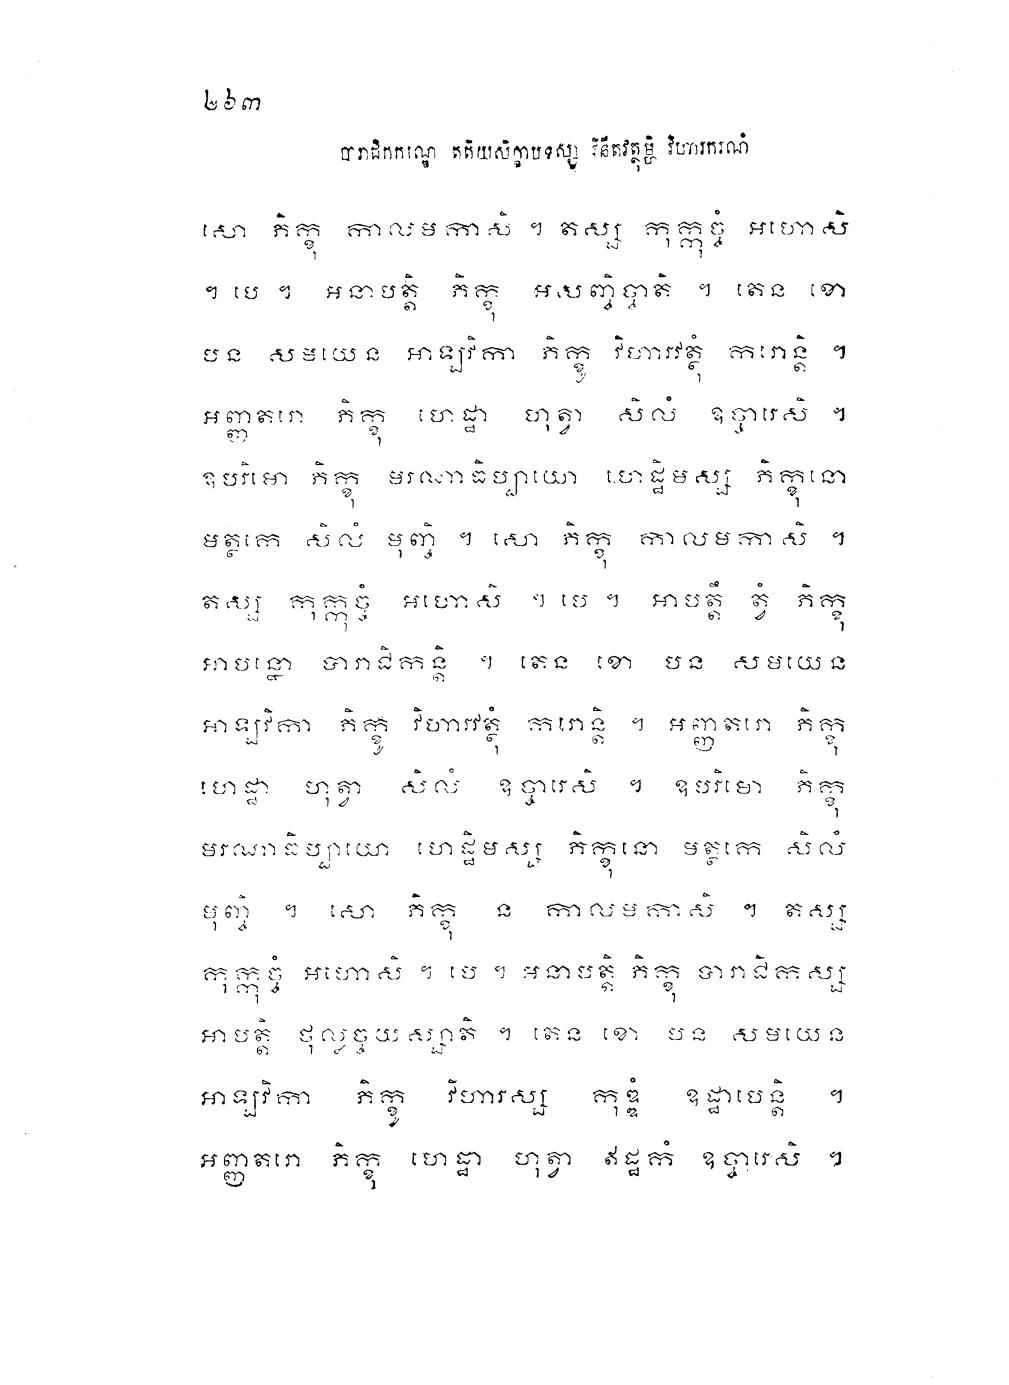 ២៦៣
បារាជិកកណ្ឌេ តតិយសិក្ខាបទស្ស វិនីតវត្ថុម្ហិ វិហារករណំ
សោ ភិក្ខុ កាលមកាសិ ។ តស្ស កុក្កុច្ចំ អហោសិ
។ បេ ។ អនាបត្តិ ភិក្ខុ អសញ្ចិច្ចាតិ ។ តេន ខោ
បន សមយេន អាឡវិកា ភិក្ខូ វិហារវត្ថុំ ករោន្តិ ។
អញ្ញតរោ ភិក្ខុ ហេដ្ឋា ហុត្វា សិលំ ឧច្ចារេសិ ។
ឧបរិមោ ភិក្ខុ មរណាធិប្បាយោ ហេដ្ឋិមស្ស ភិក្ខុនោ
មត្ថកេ សិលំ មុញ្ចិ ។ សោ ភិក្ខុ កាលមកាសិ ។
តស្ស កុក្កុច្ចំ អហោសិ ។ បេ ។ អាបត្តឹ ត្វំ ភិក្ខុ
អាបន្នោ បារាជិកន្តិ ។ តេន ខោ បន សមយេន
អាឡវិកា ភិក្ខូ វិហារវត្ថុំ ករោន្តិ ។ អញ្ញតរោ ភិក្ខុ
ហេដ្ឋា ហុត្វា សិលំ ឧច្ចារេសិ ។ ឧបរិមោ ភិក្ខុ
មរណាធិប្បាយោ ហេដ្ឋិមស្ស ភិក្ខុនោ មត្ថកេ សិលំ
មុញ្ចិ ។ សោ ភិក្ខុ ន កាលមកាសិ ។ តស្ស
កុក្កុច្ចំ អហោសិ ។ បេ ។ អនាបត្តិ ភិក្ខុ បារាជិកស្ស
អាបត្តិ ថុល្លច្ចយស្សាតិ ។ តេន ខោ បន សមយេន
អាឡវិកា ភិក្ខូ វិហារស្ស កុឌ្ឌំ ឧដ្ឋាបេន្តិ ។
អញ្ញតរោ ភិក្ខុ ហេដ្ឋា ហុត្វា ឥដ្ឋកំ ឧច្ចារេសិ ។